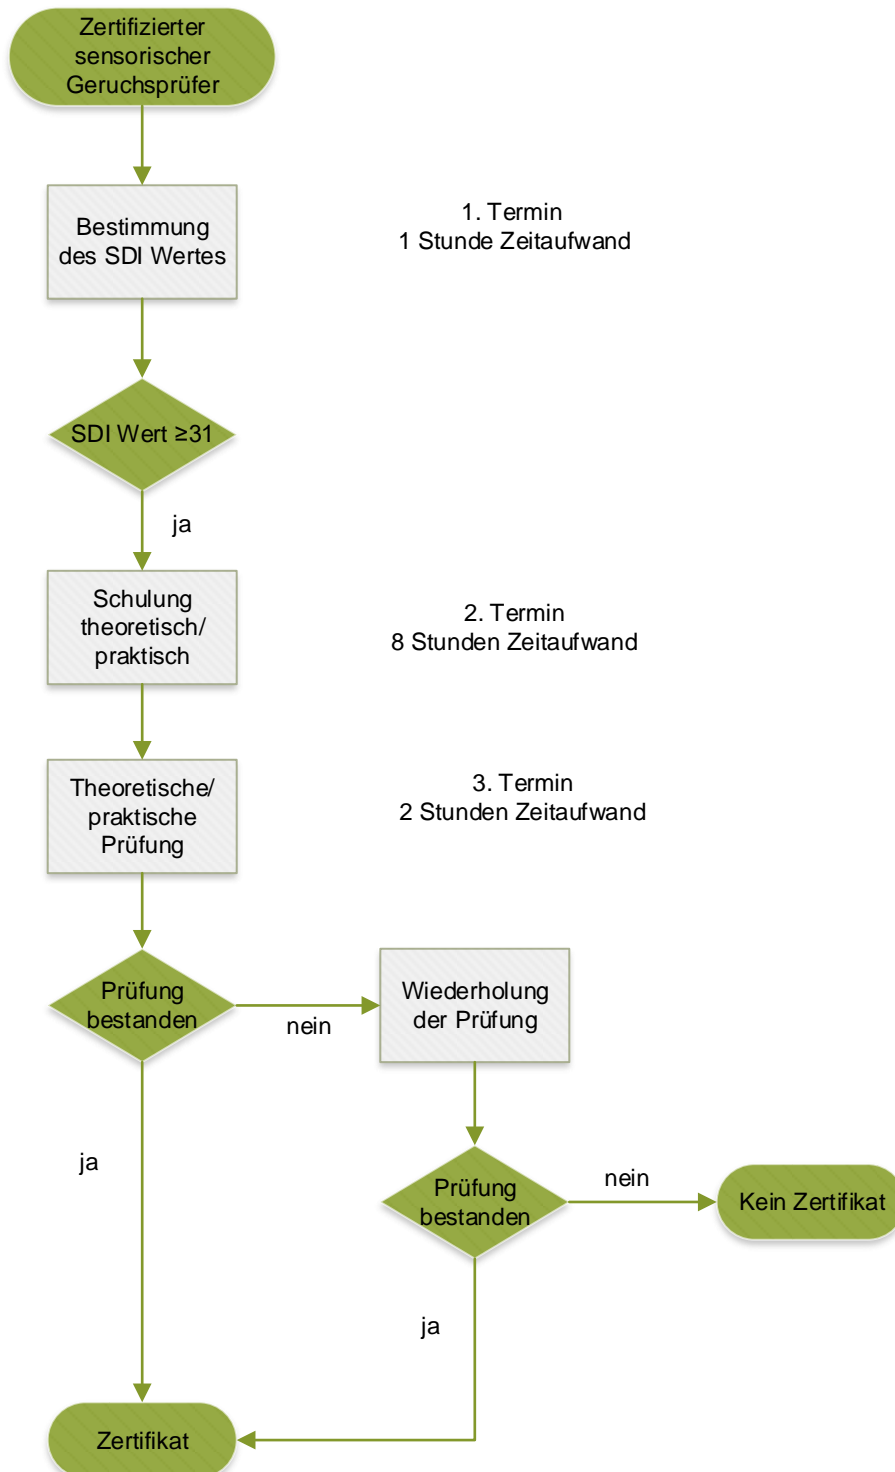 Zertifizierter
sensorischer
Geruchsprüfer
Bestimmung
des SDI Wertes
1. Termin
1 Stunde Zeitaufwand
SDI Wert ≥31
ja
Schulung
theoretisch/
praktisch
2. Termin
8 Stunden Zeitaufwand
Theoretische/
praktische
Prüfung
3. Termin
2 Stunden Zeitaufwand
Prüfung
bestanden
nein
Wiederholung
der Prüfung
ja
Prüfung
bestanden
nein
Kein Zertifikat
ja
Zertifikat